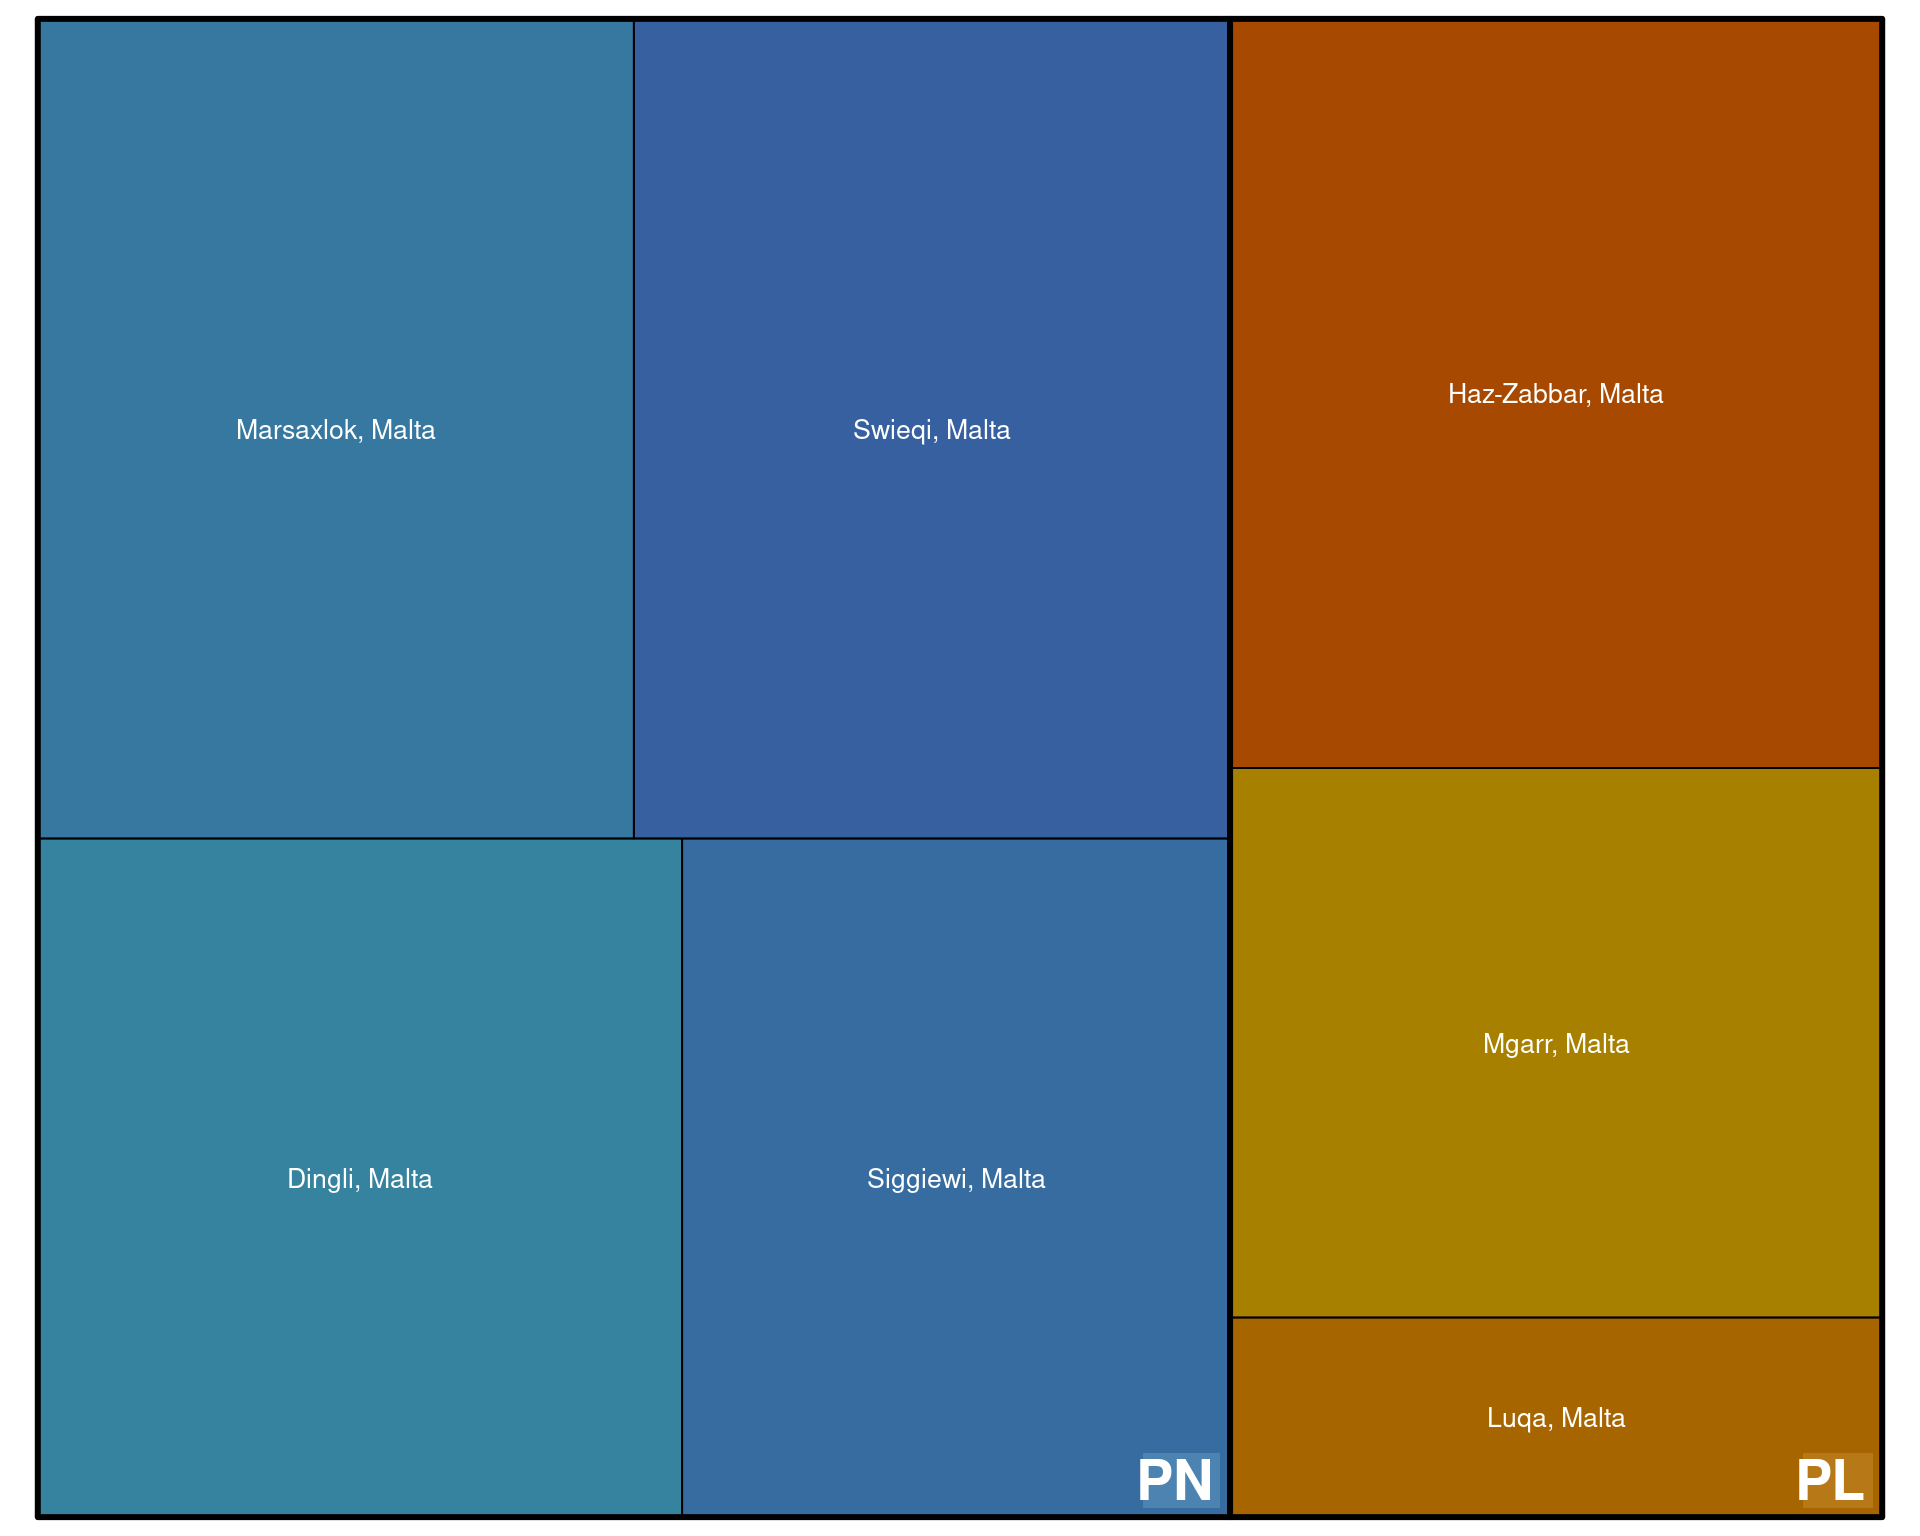 Marsaxlok, Malta
Swieqi, Malta
Haz-Zabbar, Malta
Dingli, Malta
Siggiewi, Malta
Mgarr, Malta
Luqa, Malta
PN
PL